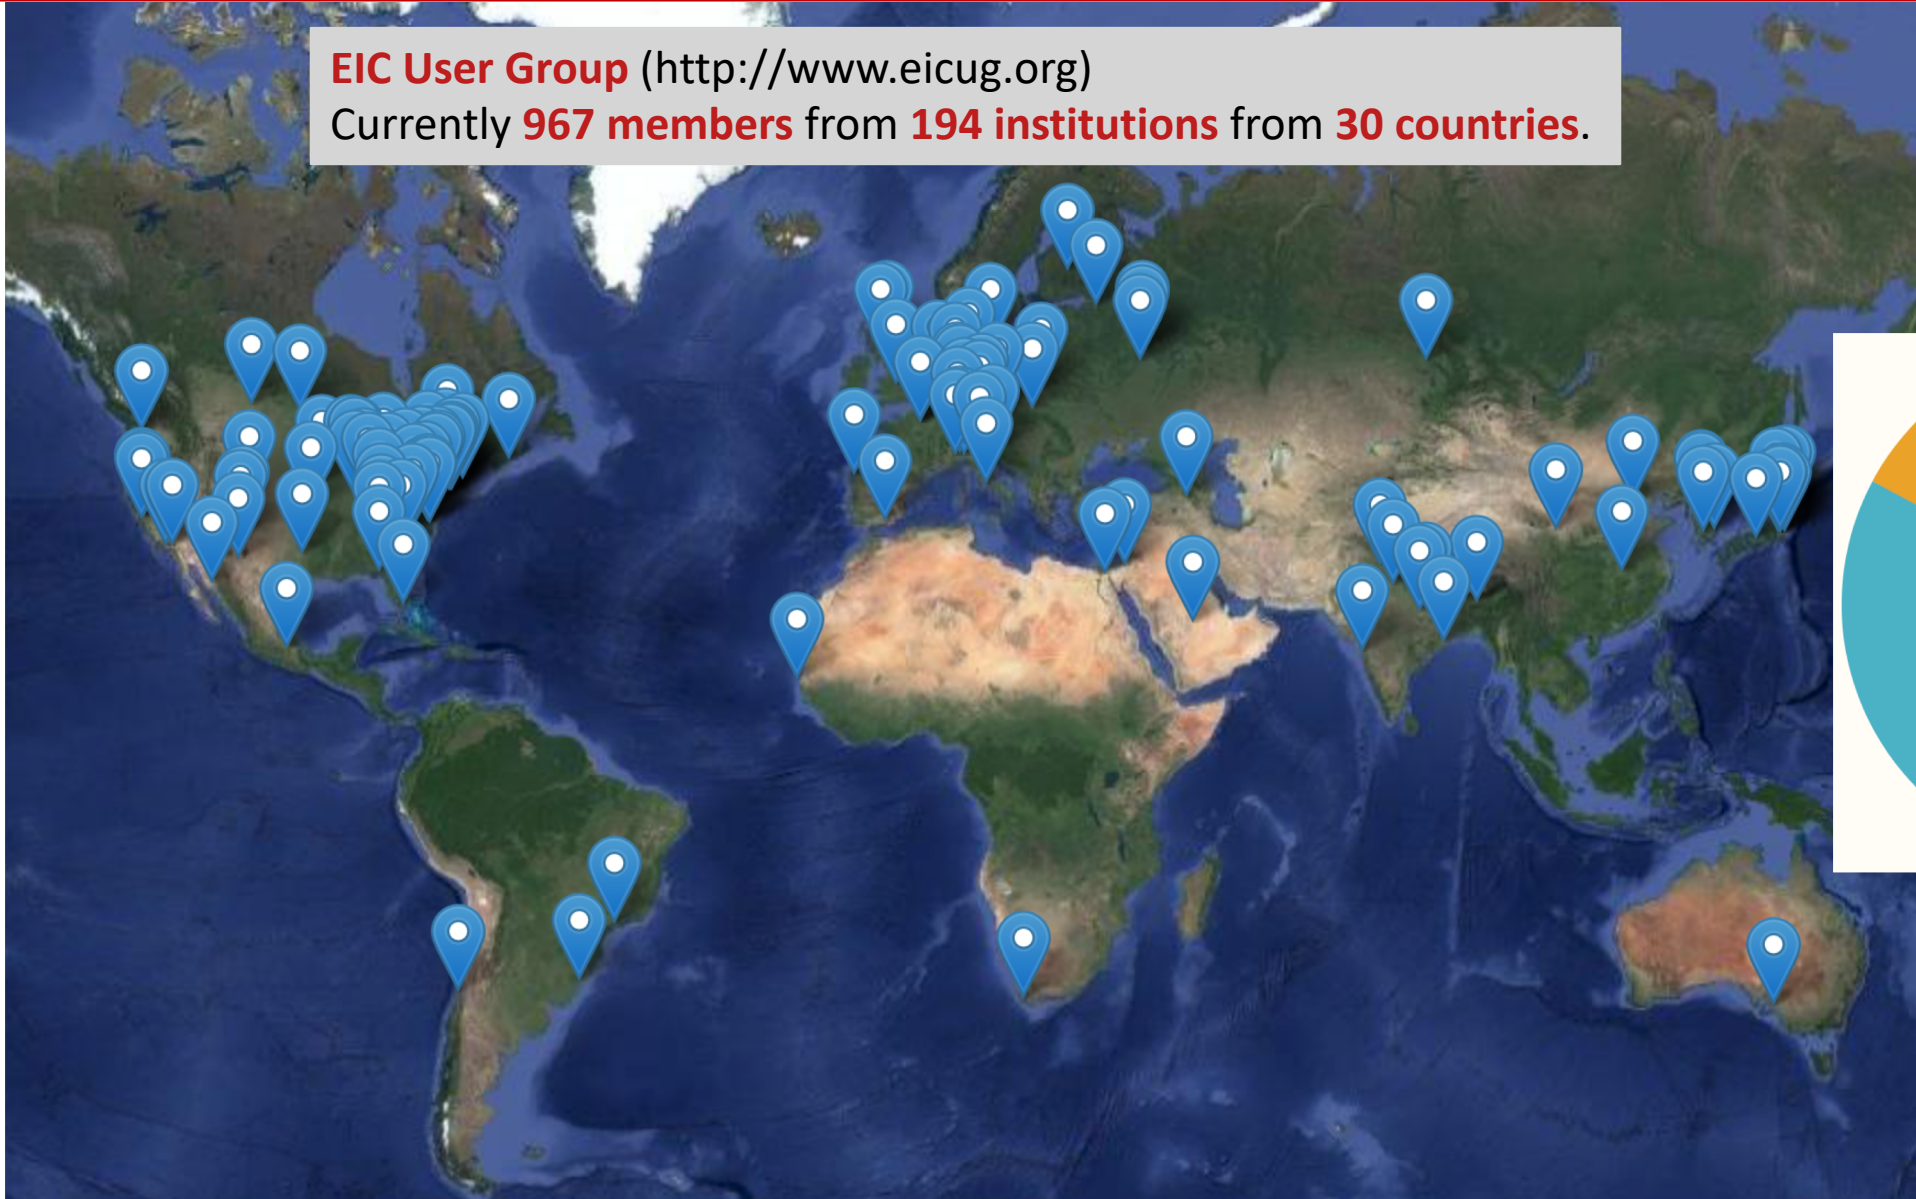 EIC User Group (http://www.eicug.org)
Currently 967 members from 194 institutions from 30 countries.